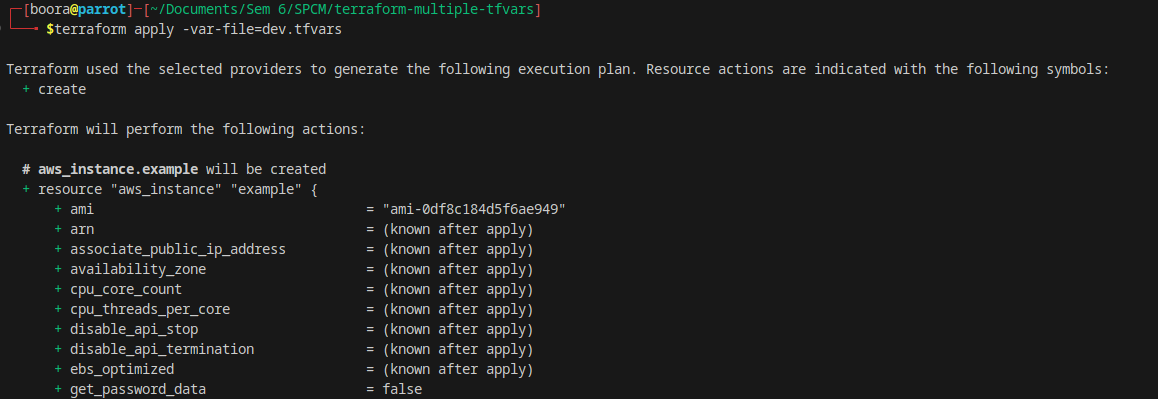 ┌─[boora@parrot]─[~/Documents/Sem 6/SPCM/terraform-multiple-tfvars]
└──╼ $terraform apply -var-file=dev.tfvars
Terraform used the selected providers to generate the following execution plan. Resource actions are indicated with the following symbols:
+ create
Terraform will perform the following actions:
# aws_instance.example will be created
+ resource "aws_instance" "example" {
+ ami = "ami-0df8c184d5f6ae949"
+ arn = (known after apply)
+ associate_public_ip_address = (known after apply)
+ availability_zone = (known after apply)
+ cpu_core_count = (known after apply)
+ cpu_threads_per_core = (known after apply)
+ disable_api_stop = (known after apply)
+ disable_api_termination = (known after apply)
+ ebs_optimized = (known after apply)
+ get_password_data = false